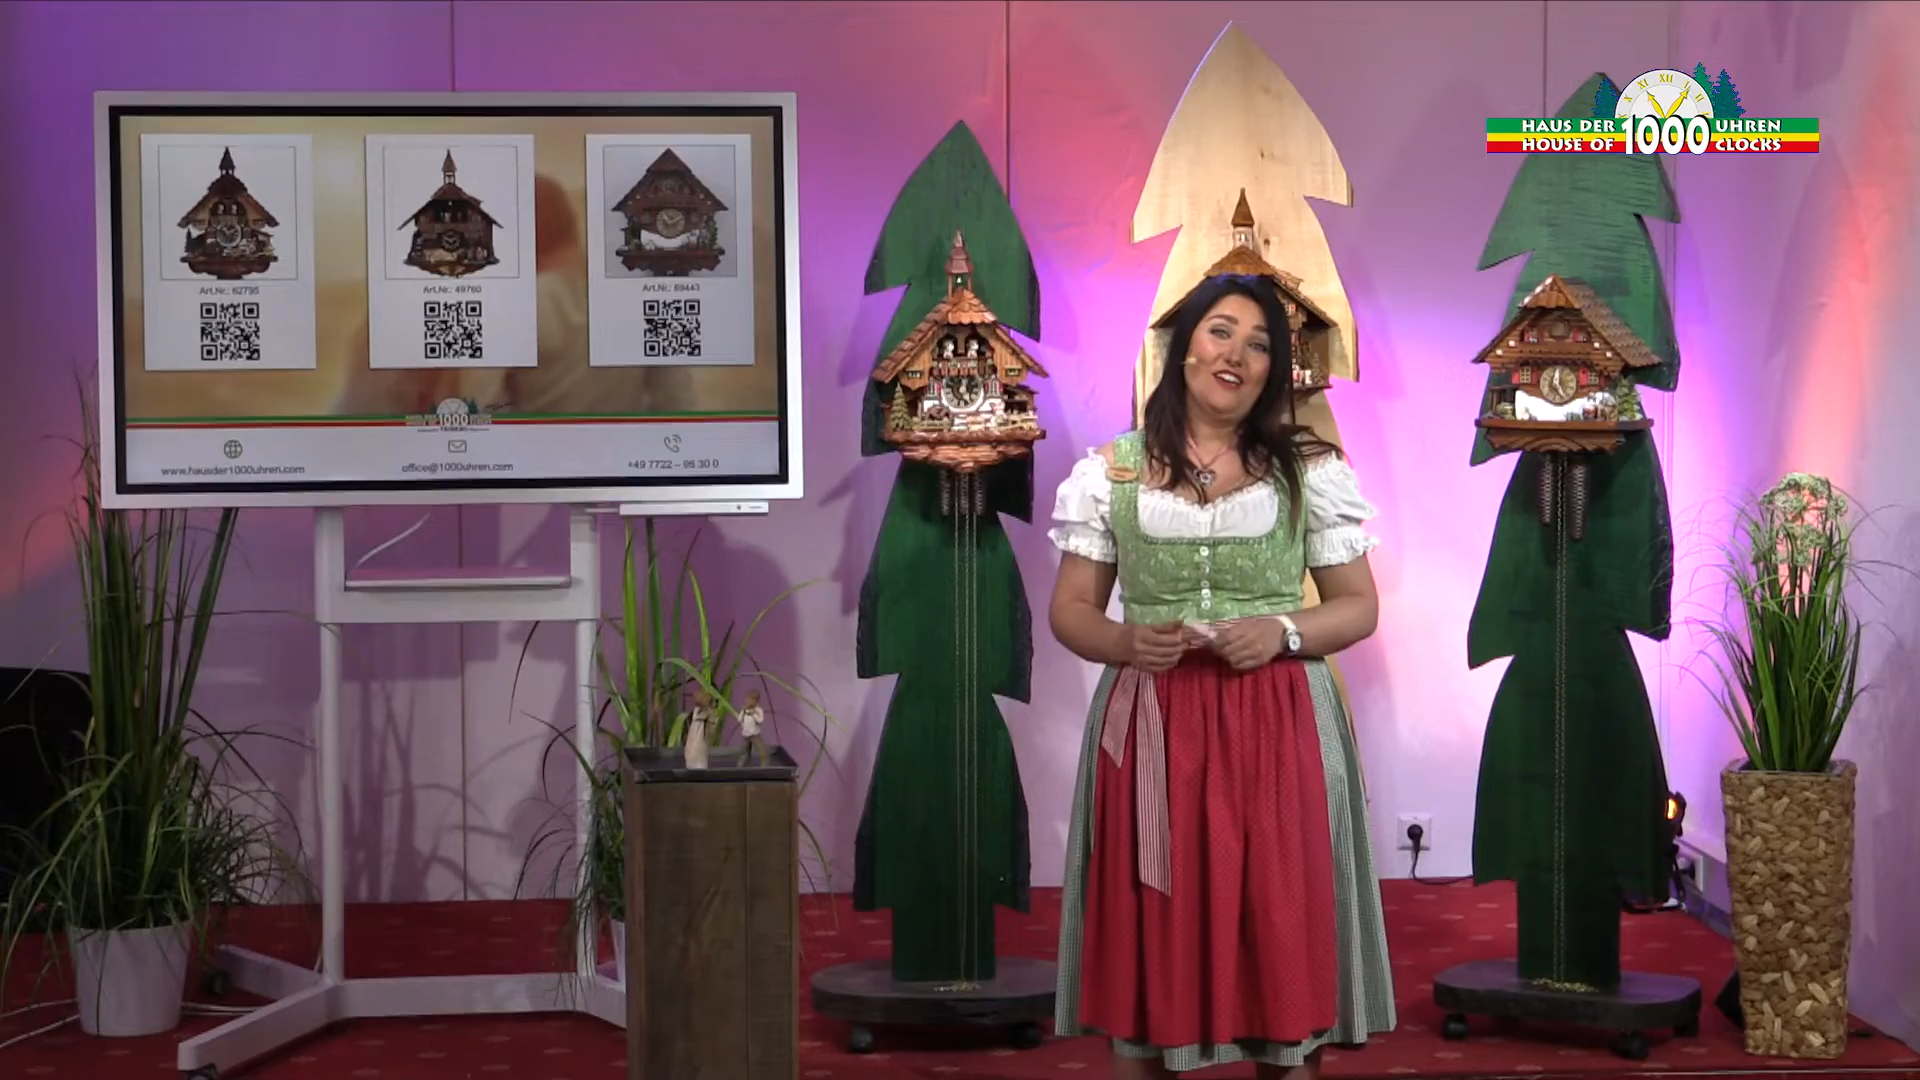 HAUS DER 1000 UHREN
HOUSE OF 1000 CLOCKS
Art.Nr.: 62795
Art.Nr.: 49760
Art.Nr.: 69443
www.hausder1000uhren.com
office@1000uhren.com
+49 7722 – 96 30 0